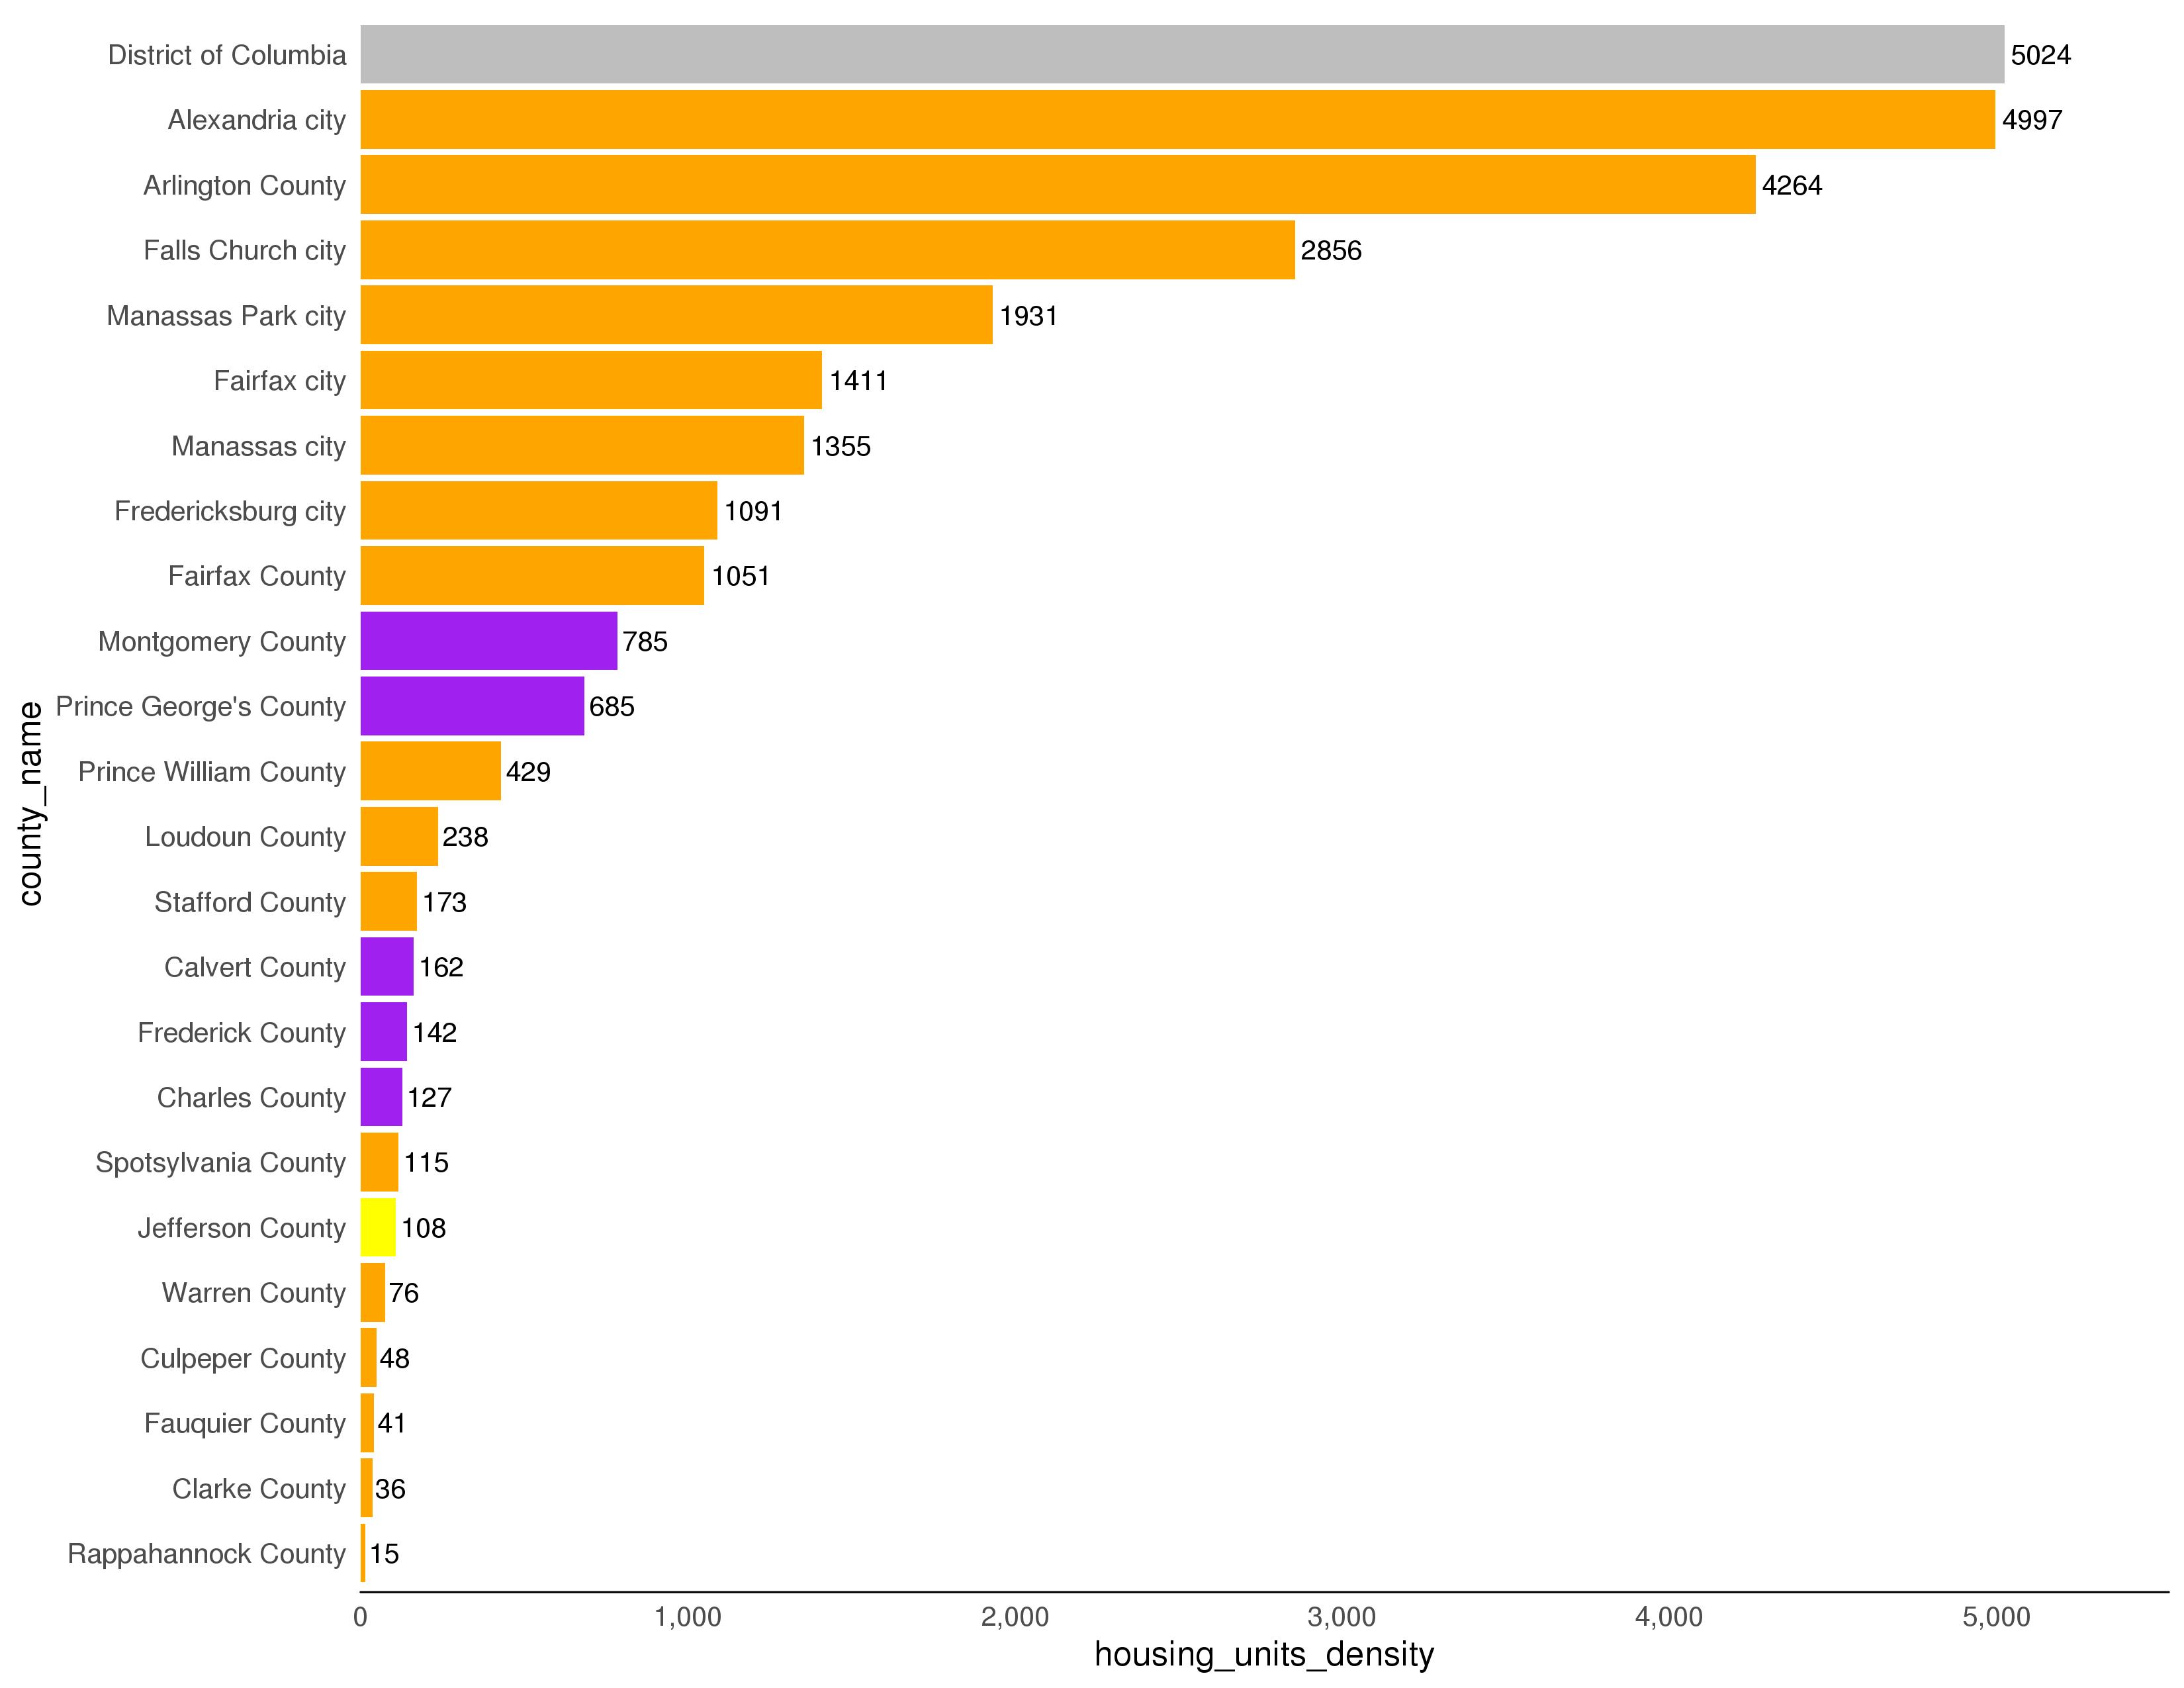 District of Columbia 5024
Alexandria city 4997
Arlington County 4264
Falls Church city 2856
Manassas Park city 1931
Fairfax city 1411
Manassas city 1355
Fredericksburg city 1091
Fairfax County 1051
Montgomery County 785
Prince George's County 685
Prince William County 429
Loudoun County 238
Stafford County 173
Calvert County 162
Frederick County 142
Charles County 127
Spotsylvania County 115
Jefferson County 108
Warren County 76
Culpeper County 48
Fauquier County 41
Clarke County 36
Rappahannock County 15
county_name
0 1,000 2,000 3,000 4,000 5,000
housing_units_density